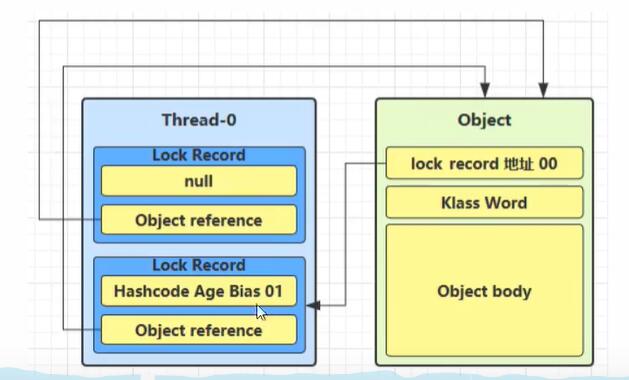 Thread-0
Lock Record
null
Object reference
Lock Record
Hashcode Age Bias 01
Object reference
Object
lock record 地址 00
Klass Word
Object body